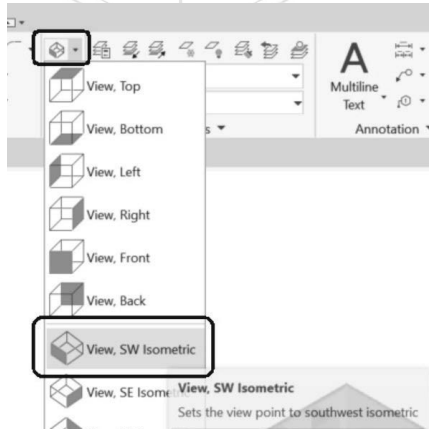 View, Top
View, Bottom
View, Left
View, Right
View, Front
View, Back
View, SW Isometric
View, SE Isome
View, SW Isometric
Sets the view point to southwest isometric
s
A
Multiline
Text
Annotation